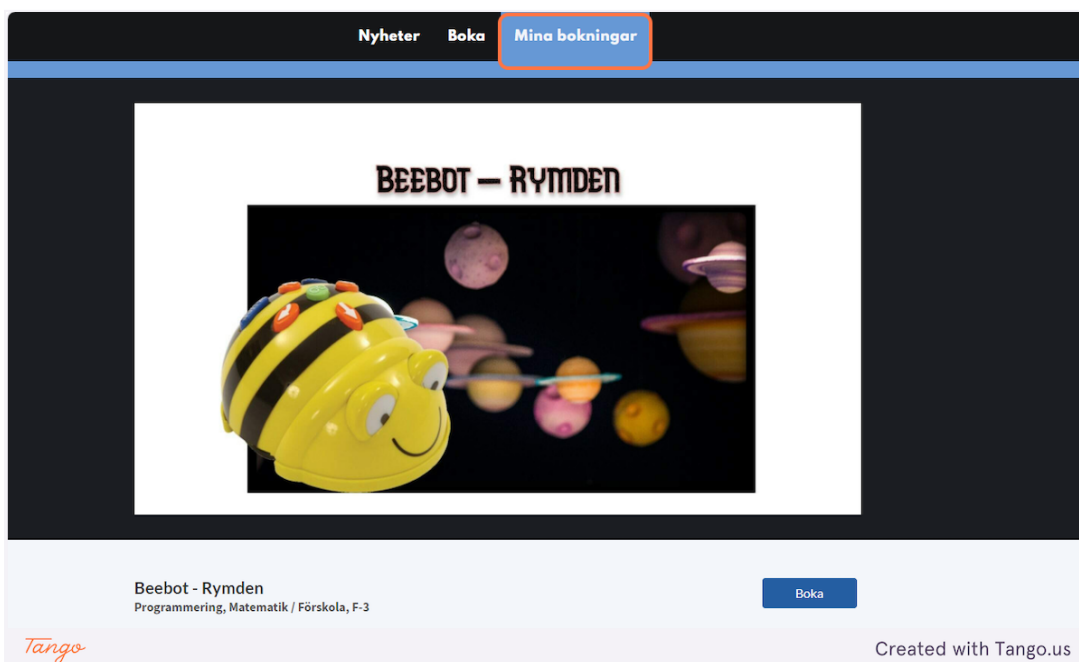 Nyheter Boka Mina bokningar
BEEBOT – RYMDEN
Beebot - Rymden
Programmering, Matematik / Förskola, F-3
Boka
Tango
Created with Tango.us